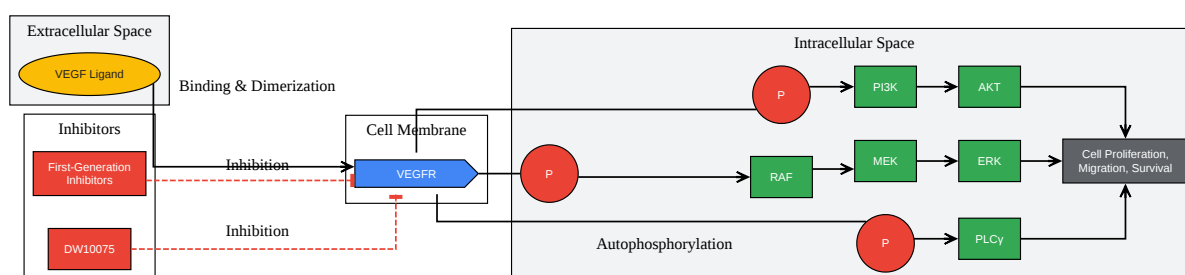 Extracellular Space
VEGF Ligand
Binding & Dimerization
Inhibitors
First-Generation
Inhibitors
Inhibition
DW10075
Inhibition
Cell Membrane
VEGFR
Intracellular Space
P
PI3K
AKT
P
RAF
MEK
ERK
Cell Proliferation,
Migration, Survival
Autophosphorylation
P
PLCγ